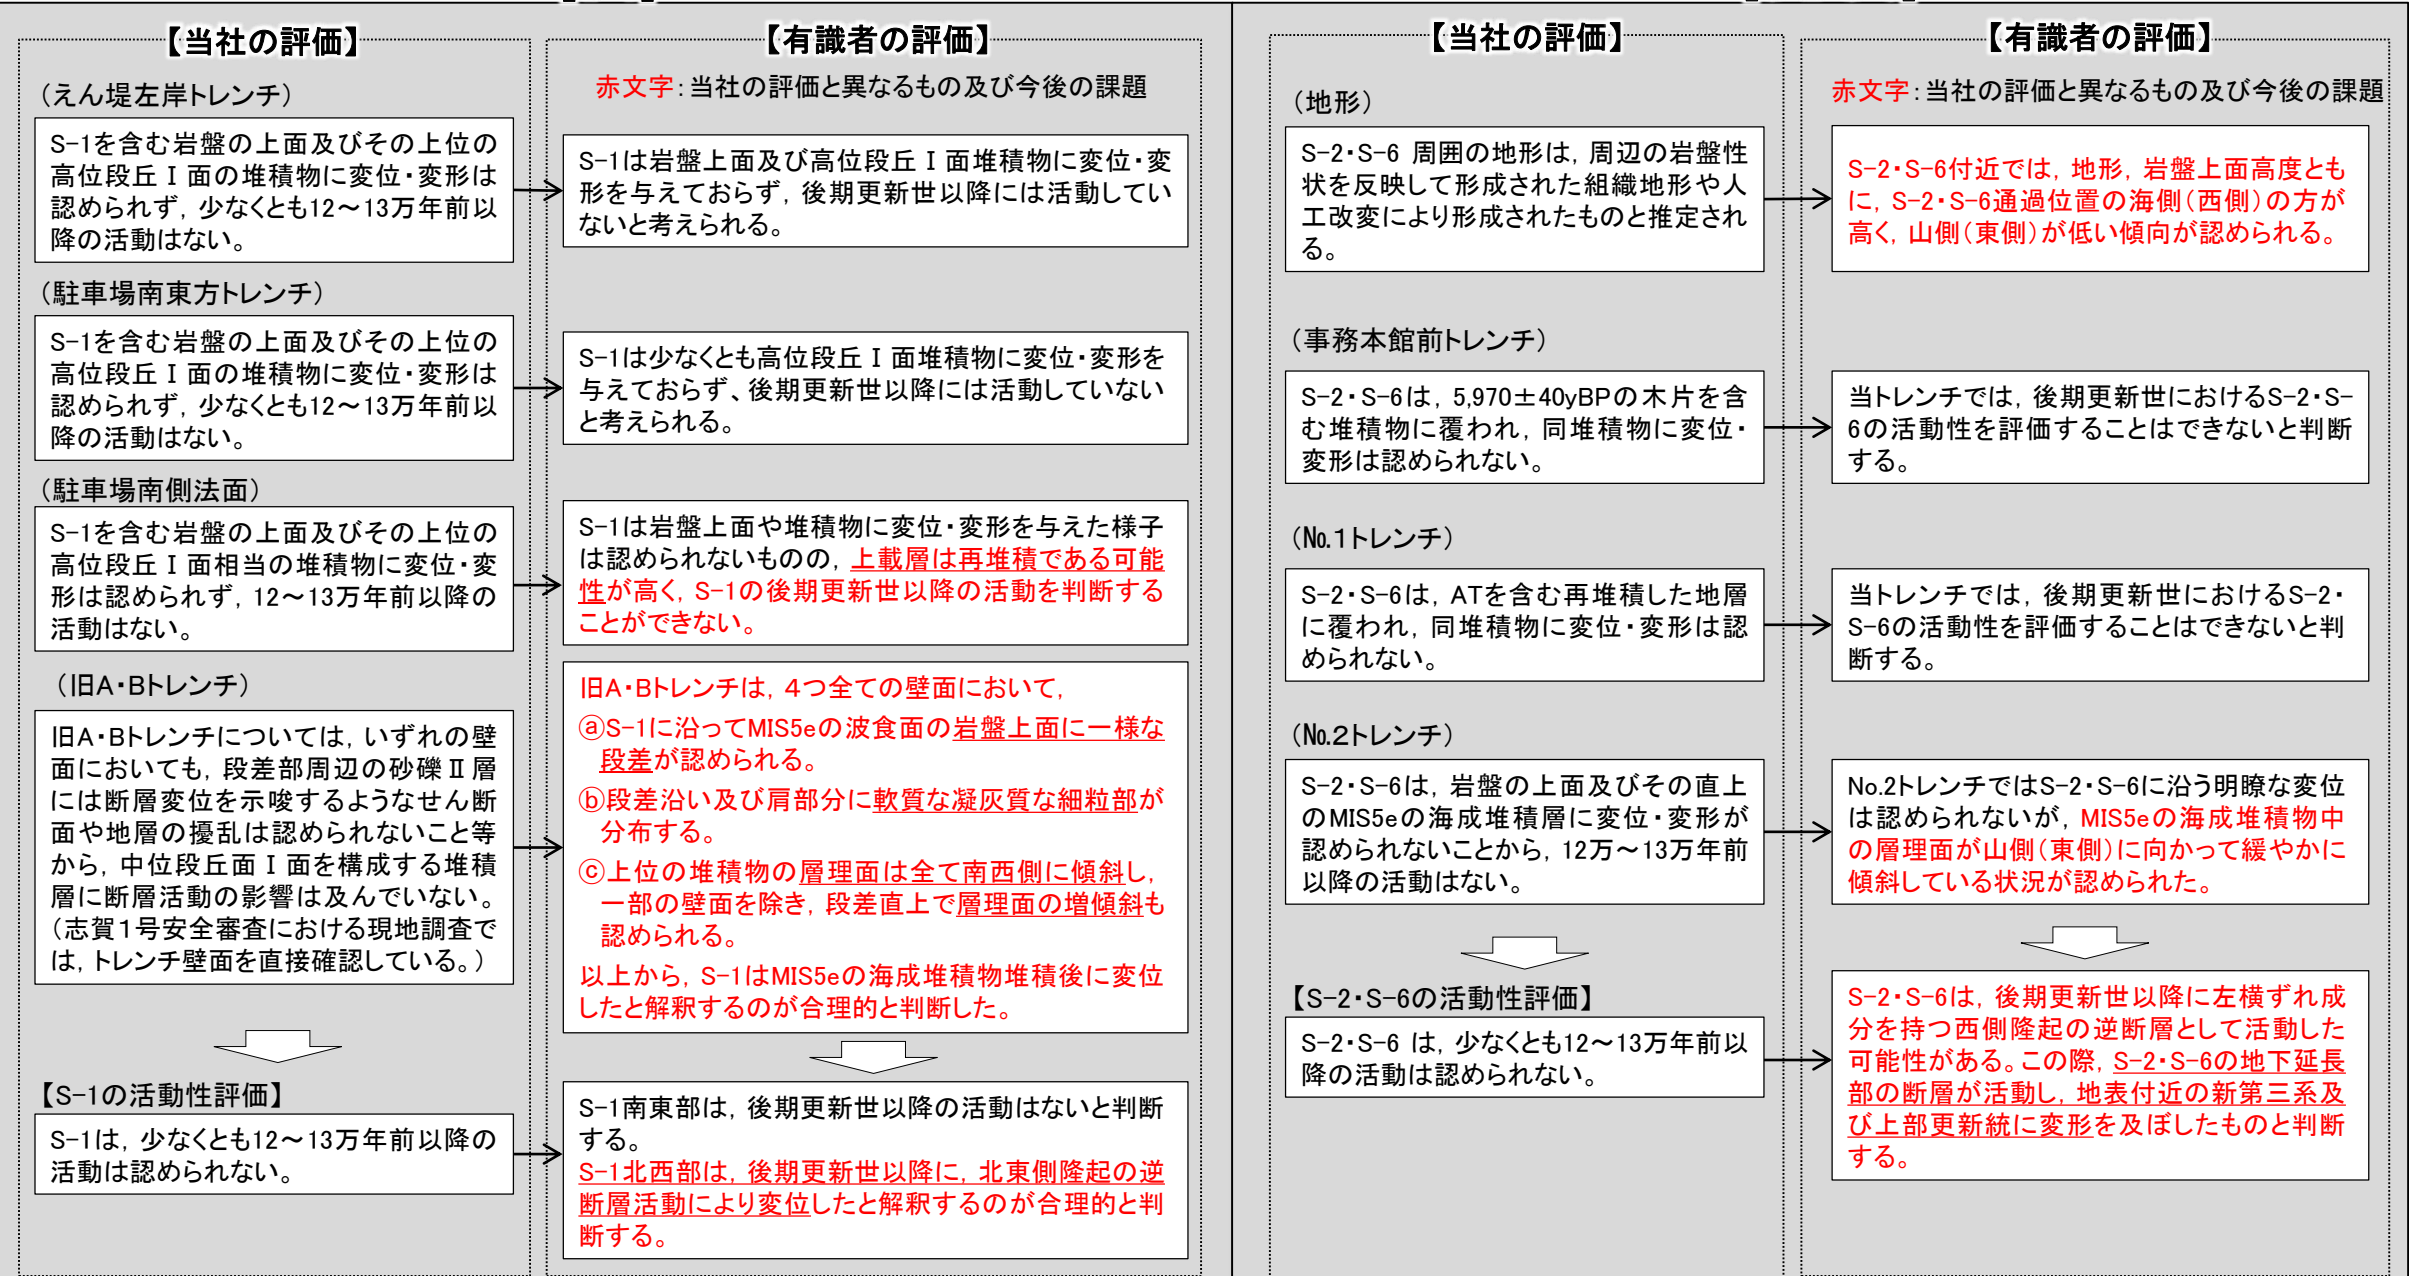 【当社の評価】
(えん堤左岸トレンチ)
S-1を含む岩盤の上面及びその上位の
高位段丘Ⅰ面の堆積物に変位・変形は
認められず，少なくとも12～13万年前以
降の活動はない。
(駐車場南東方トレンチ)
S-1を含む岩盤の上面及びその上位の
高位段丘Ⅰ面の堆積物に変位・変形は
認められず，少なくとも12～13万年前以
降の活動はない。
(駐車場南側法面)
S-1を含む岩盤の上面及びその上位の
高位段丘Ⅰ面相当の堆積物に変位・変
形は認められず，12～13万年前以降の
活動はない。
(旧A・Bトレンチ)
旧A・Bトレンチについては，いずれの壁
面においても，段差部周辺の砂礫Ⅱ層
には断層変位を示唆するようなせん断
面や地層の擾乱は認められないこと等
から，中位段丘面Ⅰ面を構成する堆積
層に断層活動の影響は及んでいない。
(志賀１号安全審査における現地調査で
は，トレンチ壁面を直接確認している。)
【S-1の活動性評価】
S-1は，少なくとも12～13万年前以降の
活動は認められない。
【有識者の評価】
赤文字：当社の評価と異なるもの及び今後の課題
S-1は岩盤上面及び高位段丘Ⅰ面堆積物に変位・変
形を与えておらず，後期更新世以降には活動してい
ないと考えられる。
S-1は少なくとも高位段丘Ⅰ面堆積物に変位・変形を
与えておらず、後期更新世以降には活動していない
と考えられる。
S-1は岩盤上面や堆積物に変位・変形を与えた様子
は認められないものの，上載層は再堆積である可能
性が高く，S-1の後期更新世以降の活動を判断する
ことができない。
旧A・Bトレンチは，４つ全ての壁面において，
ⓐS-1に沿ってMIS5eの波食面の岩盤上面に一様な
段差が認められる。
ⓑ段差沿い及び肩部分に軟質な凝灰質な細粒部が
分布する。
ⓒ上位の堆積物の層理面は全て南西側に傾斜し，
一部の壁面を除き，段差直上で層理面の増傾斜も
認められる。
以上から，S-1はMIS5eの海成堆積物堆積後に変位
したと解釈するのが合理的と判断した。
S-1南東部は，後期更新世以降の活動はないと判断
する。
S-1北西部は，後期更新世以降に，北東側隆起の逆
断層活動により変位したと解釈するのが合理的と判
断する。
【当社の評価】
(地形)
S-2・S-6 周囲の地形は，周辺の岩盤性
状を反映して形成された組織地形や人
工改変により形成されたものと推定され
る。
(事務本館前トレンチ)
S-2・S-6は，5,970±40yBPの木片を含
む堆積物に覆われ，同堆積物に変位・
変形は認められない。
(No.1トレンチ)
S-2・S-6は，ATを含む再堆積した地層
に覆われ，同堆積物に変位・変形は認
められない。
(No.2トレンチ)
S-2・S-6は，岩盤の上面及びその直上
のMIS5eの海成堆積層に変位・変形が
認められないことから，12万～13万年前
以降の活動はない。
【S-2・S-6の活動性評価】
S-2・S-6 は，少なくとも12～13万年前以
降の活動は認められない。
【有識者の評価】
赤文字：当社の評価と異なるもの及び今後の課題
S-2・S-6付近では，地形，岩盤上面高度とも
に，S-2・S-6通過位置の海側(西側)の方が
高く，山側(東側)が低い傾向が認められる。
当トレンチでは，後期更新世におけるS-2・S-
6の活動性を評価することはできないと判断
する。
当トレンチでは，後期更新世におけるS-2・
S-6の活動性を評価することはできないと判
断する。
No.2トレンチではS-2・S-6に沿う明瞭な変位
は認められないが，MIS5eの海成堆積物中
の層理面が山側(東側)に向かって緩やかに
傾斜している状況が認められた。
S-2・S-6は，後期更新世以降に左横ずれ成
分を持つ西側隆起の逆断層として活動した
可能性がある。この際，S-2・S-6の地下延長
部の断層が活動し，地表付近の新第三系及
び上部更新統に変形を及ぼしたものと判断
する。